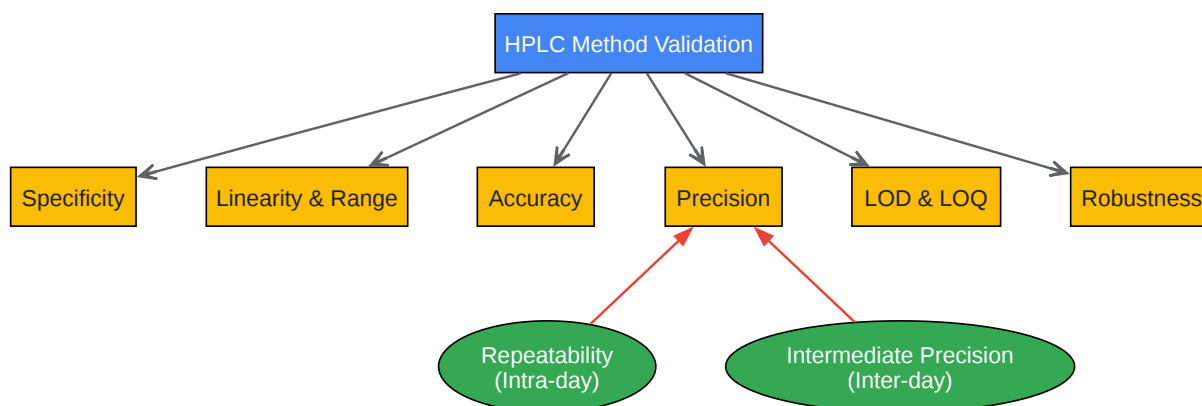 HPLC Method Validation
Specificity
Linearity & Range
Accuracy
Precision
LOD & LOQ
Robustness
Repeatability
(Intra-day)
Intermediate Precision
(Inter-day)